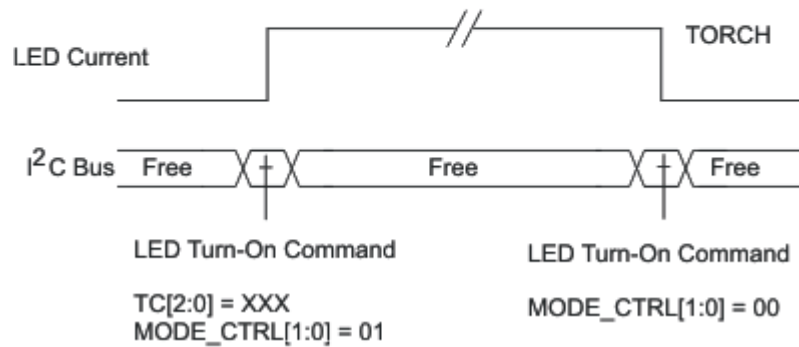 TORCH
LED Current
I²C Bus Free Free Free
LED Turn-On Command LED Turn-On Command
TC[2:0] = XXX MODE_CTRL[1:0] = 00
MODE_CTRL[1:0] = 01